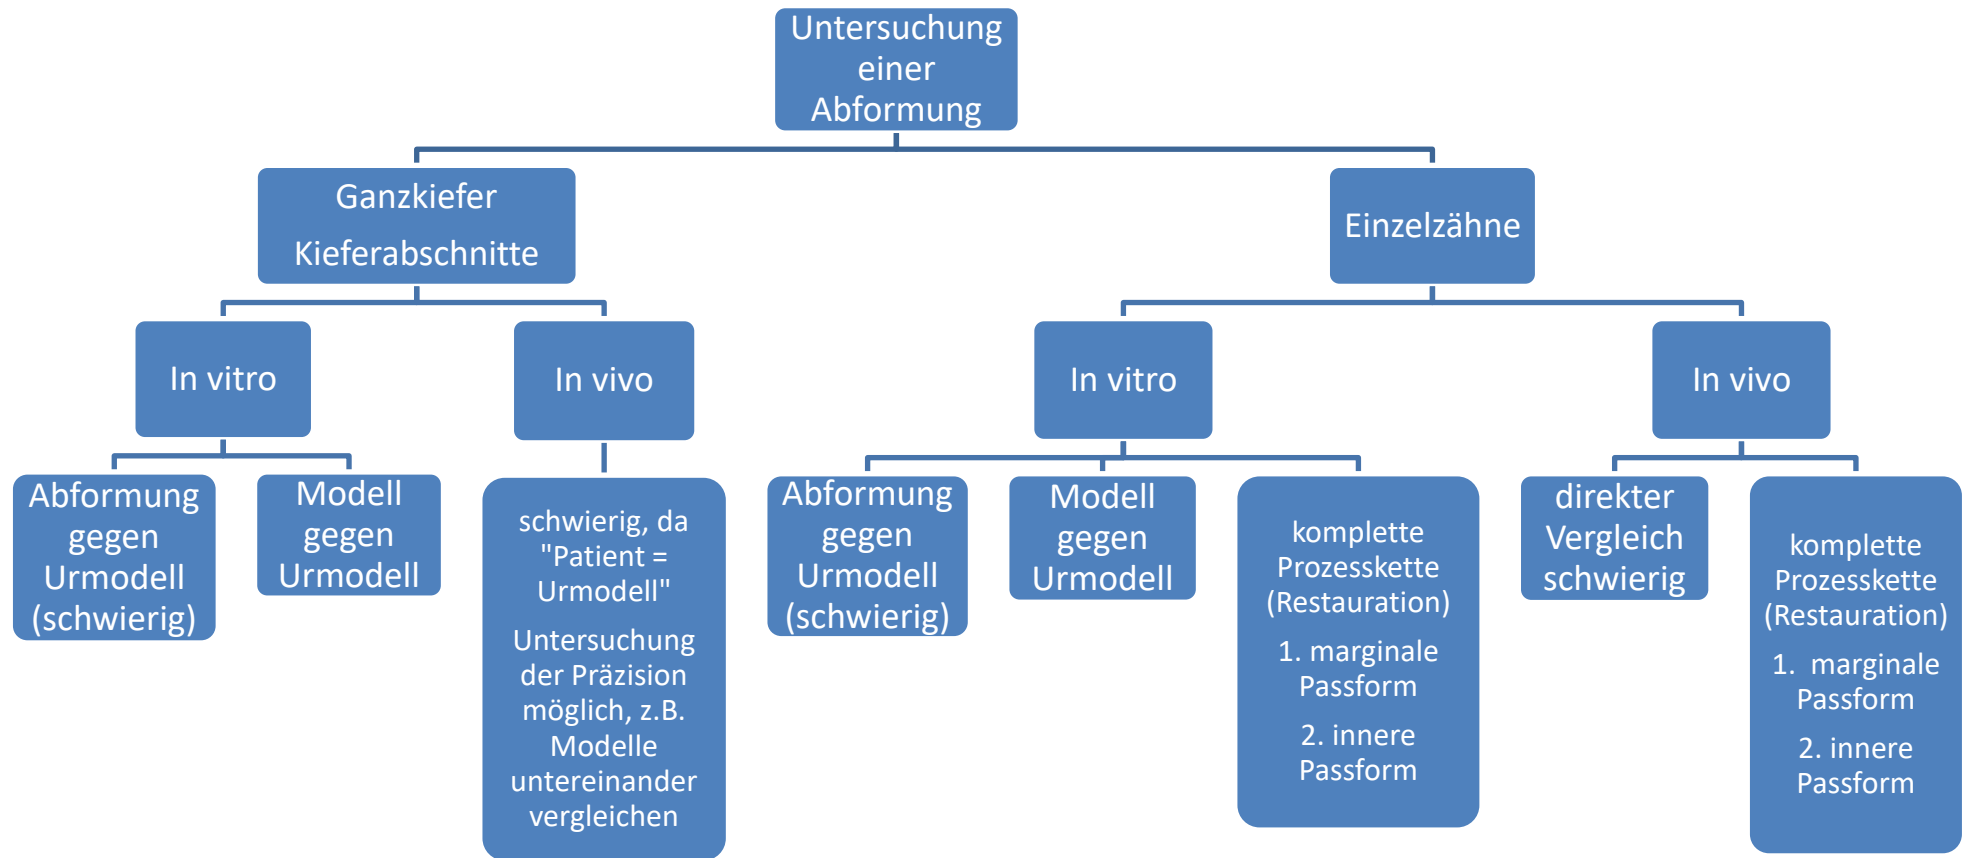 Untersuchung
einer
Abformung
Ganzkiefer
Kieferabschnitte
Einzelzähne
In vitro
In vivo
In vitro
In vivo
Abformung
gegen
Urmodell
(schwierig)
Modell
gegen
Urmodell
schwierig, da
"Patient =
Urmodell"
Untersuchung
der Präzision
möglich, z.B.
Modelle
untereinander
vergleichen
Abformung
gegen
Urmodell
(schwierig)
Modell
gegen
Urmodell
komplette
Prozesskette
(Restauration)
1. marginale
Passform
2. innere
Passform
direkter
Vergleich
schwierig
komplette
Prozesskette
(Restauration)
1. marginale
Passform
2. innere
Passform